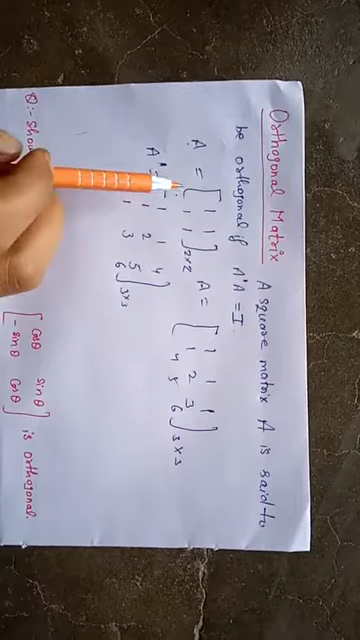 Orthogonal Matrix A square matrix A is said to
be orthogonal if A'A = I.
A = [1 1
1 1]2×2 A = [1 1 1
1 2 3
4 5 6]3×3
A' = 1 1 4
1 2 5
1 3 6]3×3
Q:- [cosθ sinθ
-sinθ cosθ] is orthogonal.